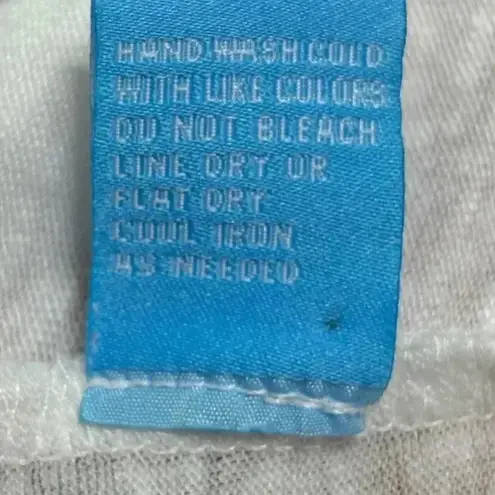 HAND WASH COLD
WITH LIKE COLORS
DO NOT BLEACH
LINE DRY OR
FLAT DRY
COOL IRON
AS NEEDED